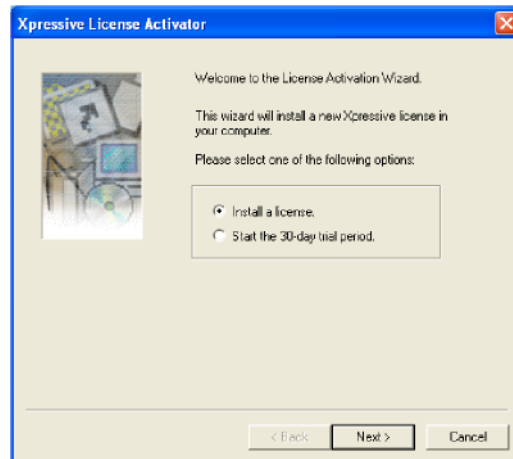 Xpressive License Activator
Welcome to the License Activation Wizard.
This wizard will install a new Xpressive license in
your computer.
Please select one of the following options:
Install a license.
Start the 30-day trial period.
< Back
Next >
Cancel